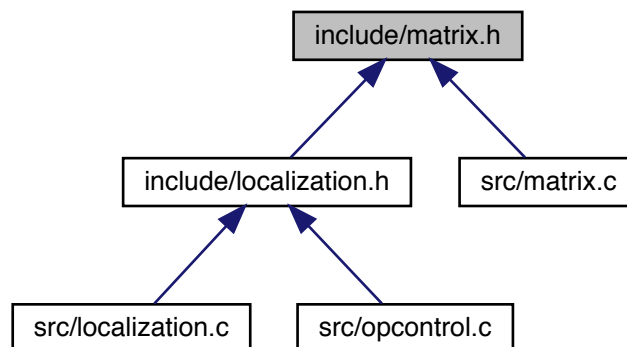 include/matrix.h
include/localization.h
src/matrix.c
src/localization.c
src/opcontrol.c